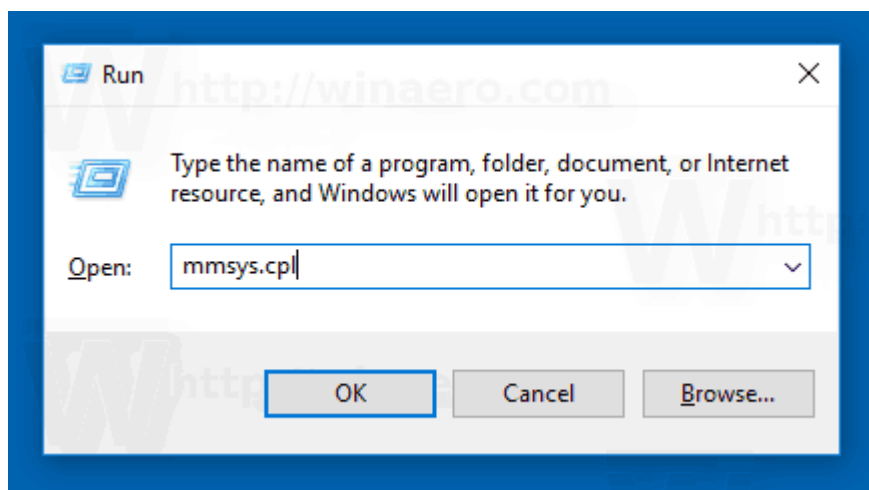 Run
http://winaero.com
Type the name of a program, folder, document, or Internet
resource, and Windows will open it for you.
http:
Open: mmsys.cpl
OK Cancel Browse...